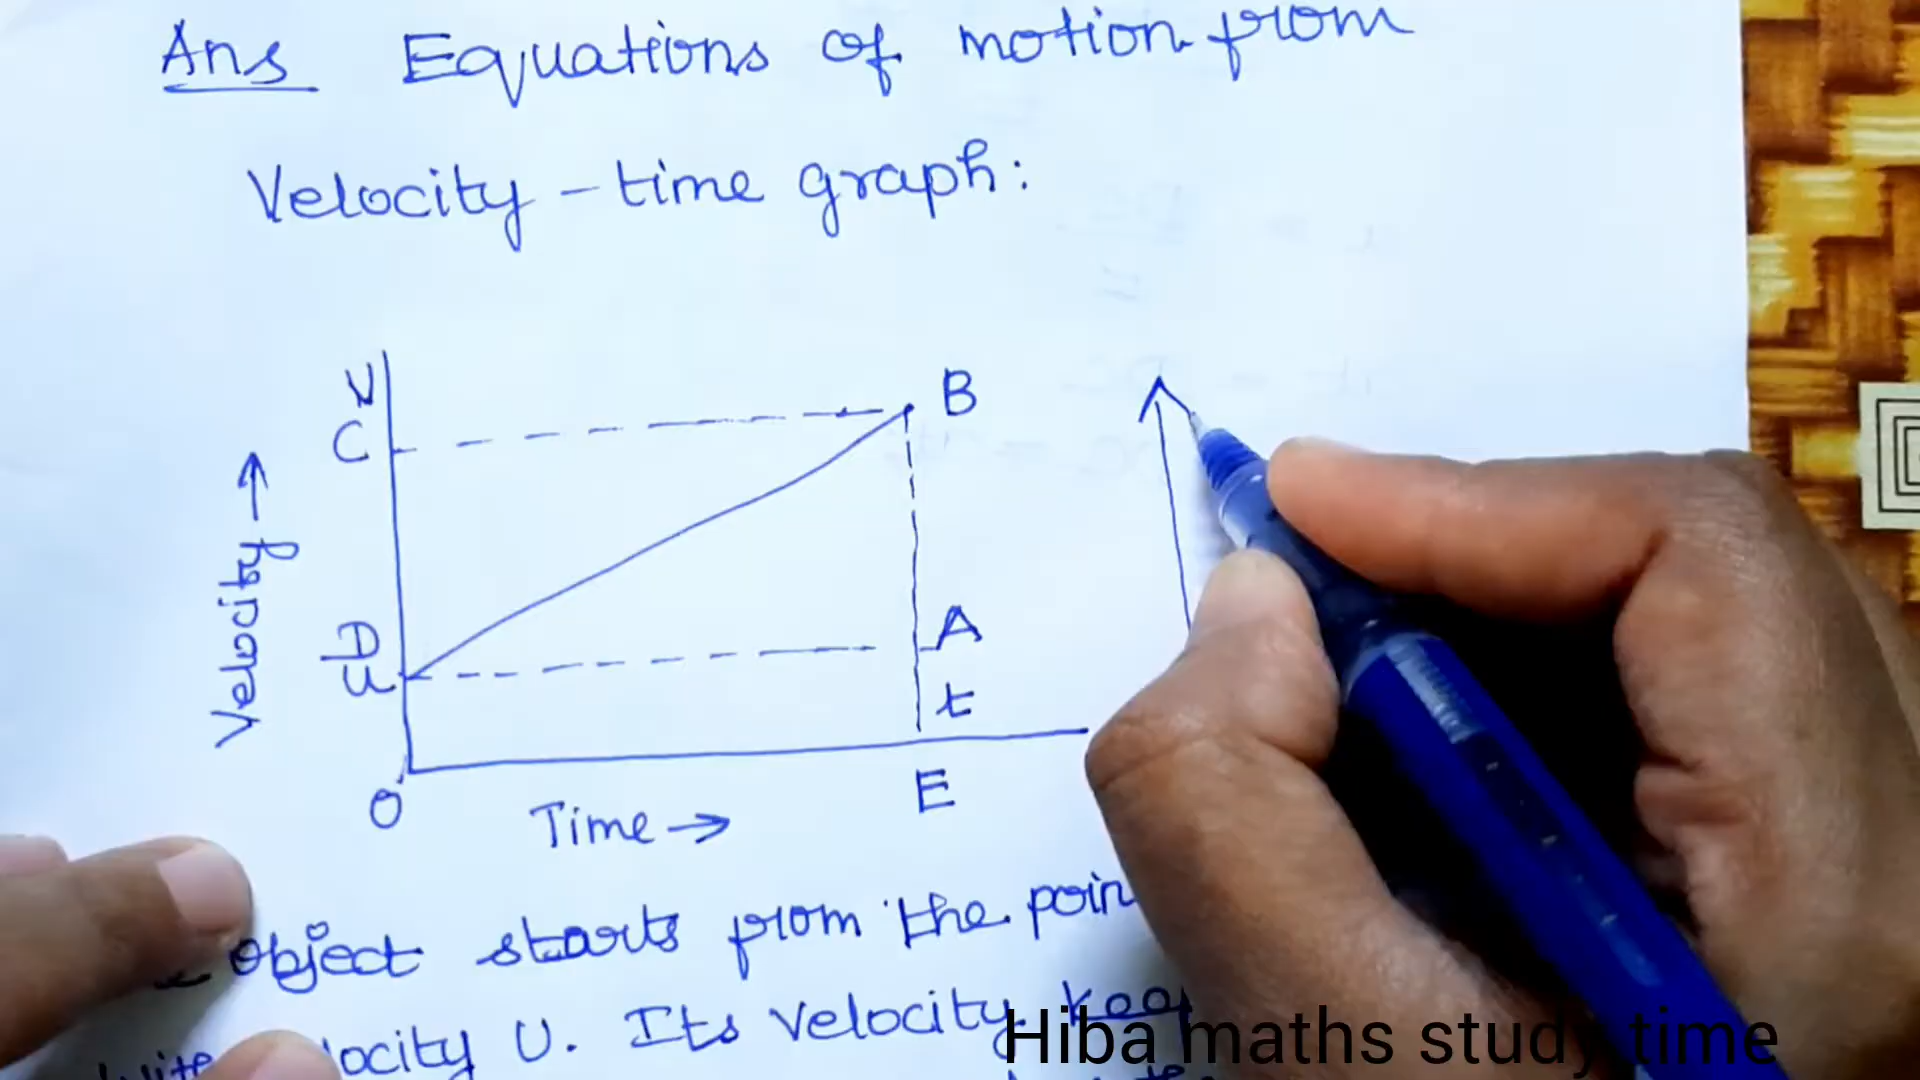 Ans Equations of motion from
Velocity - time graph:
V
C
B
Velocity →
D
U
A
t
O
E
Time →
object starts from the poin
locity U. Its velocity
Hiba maths study time